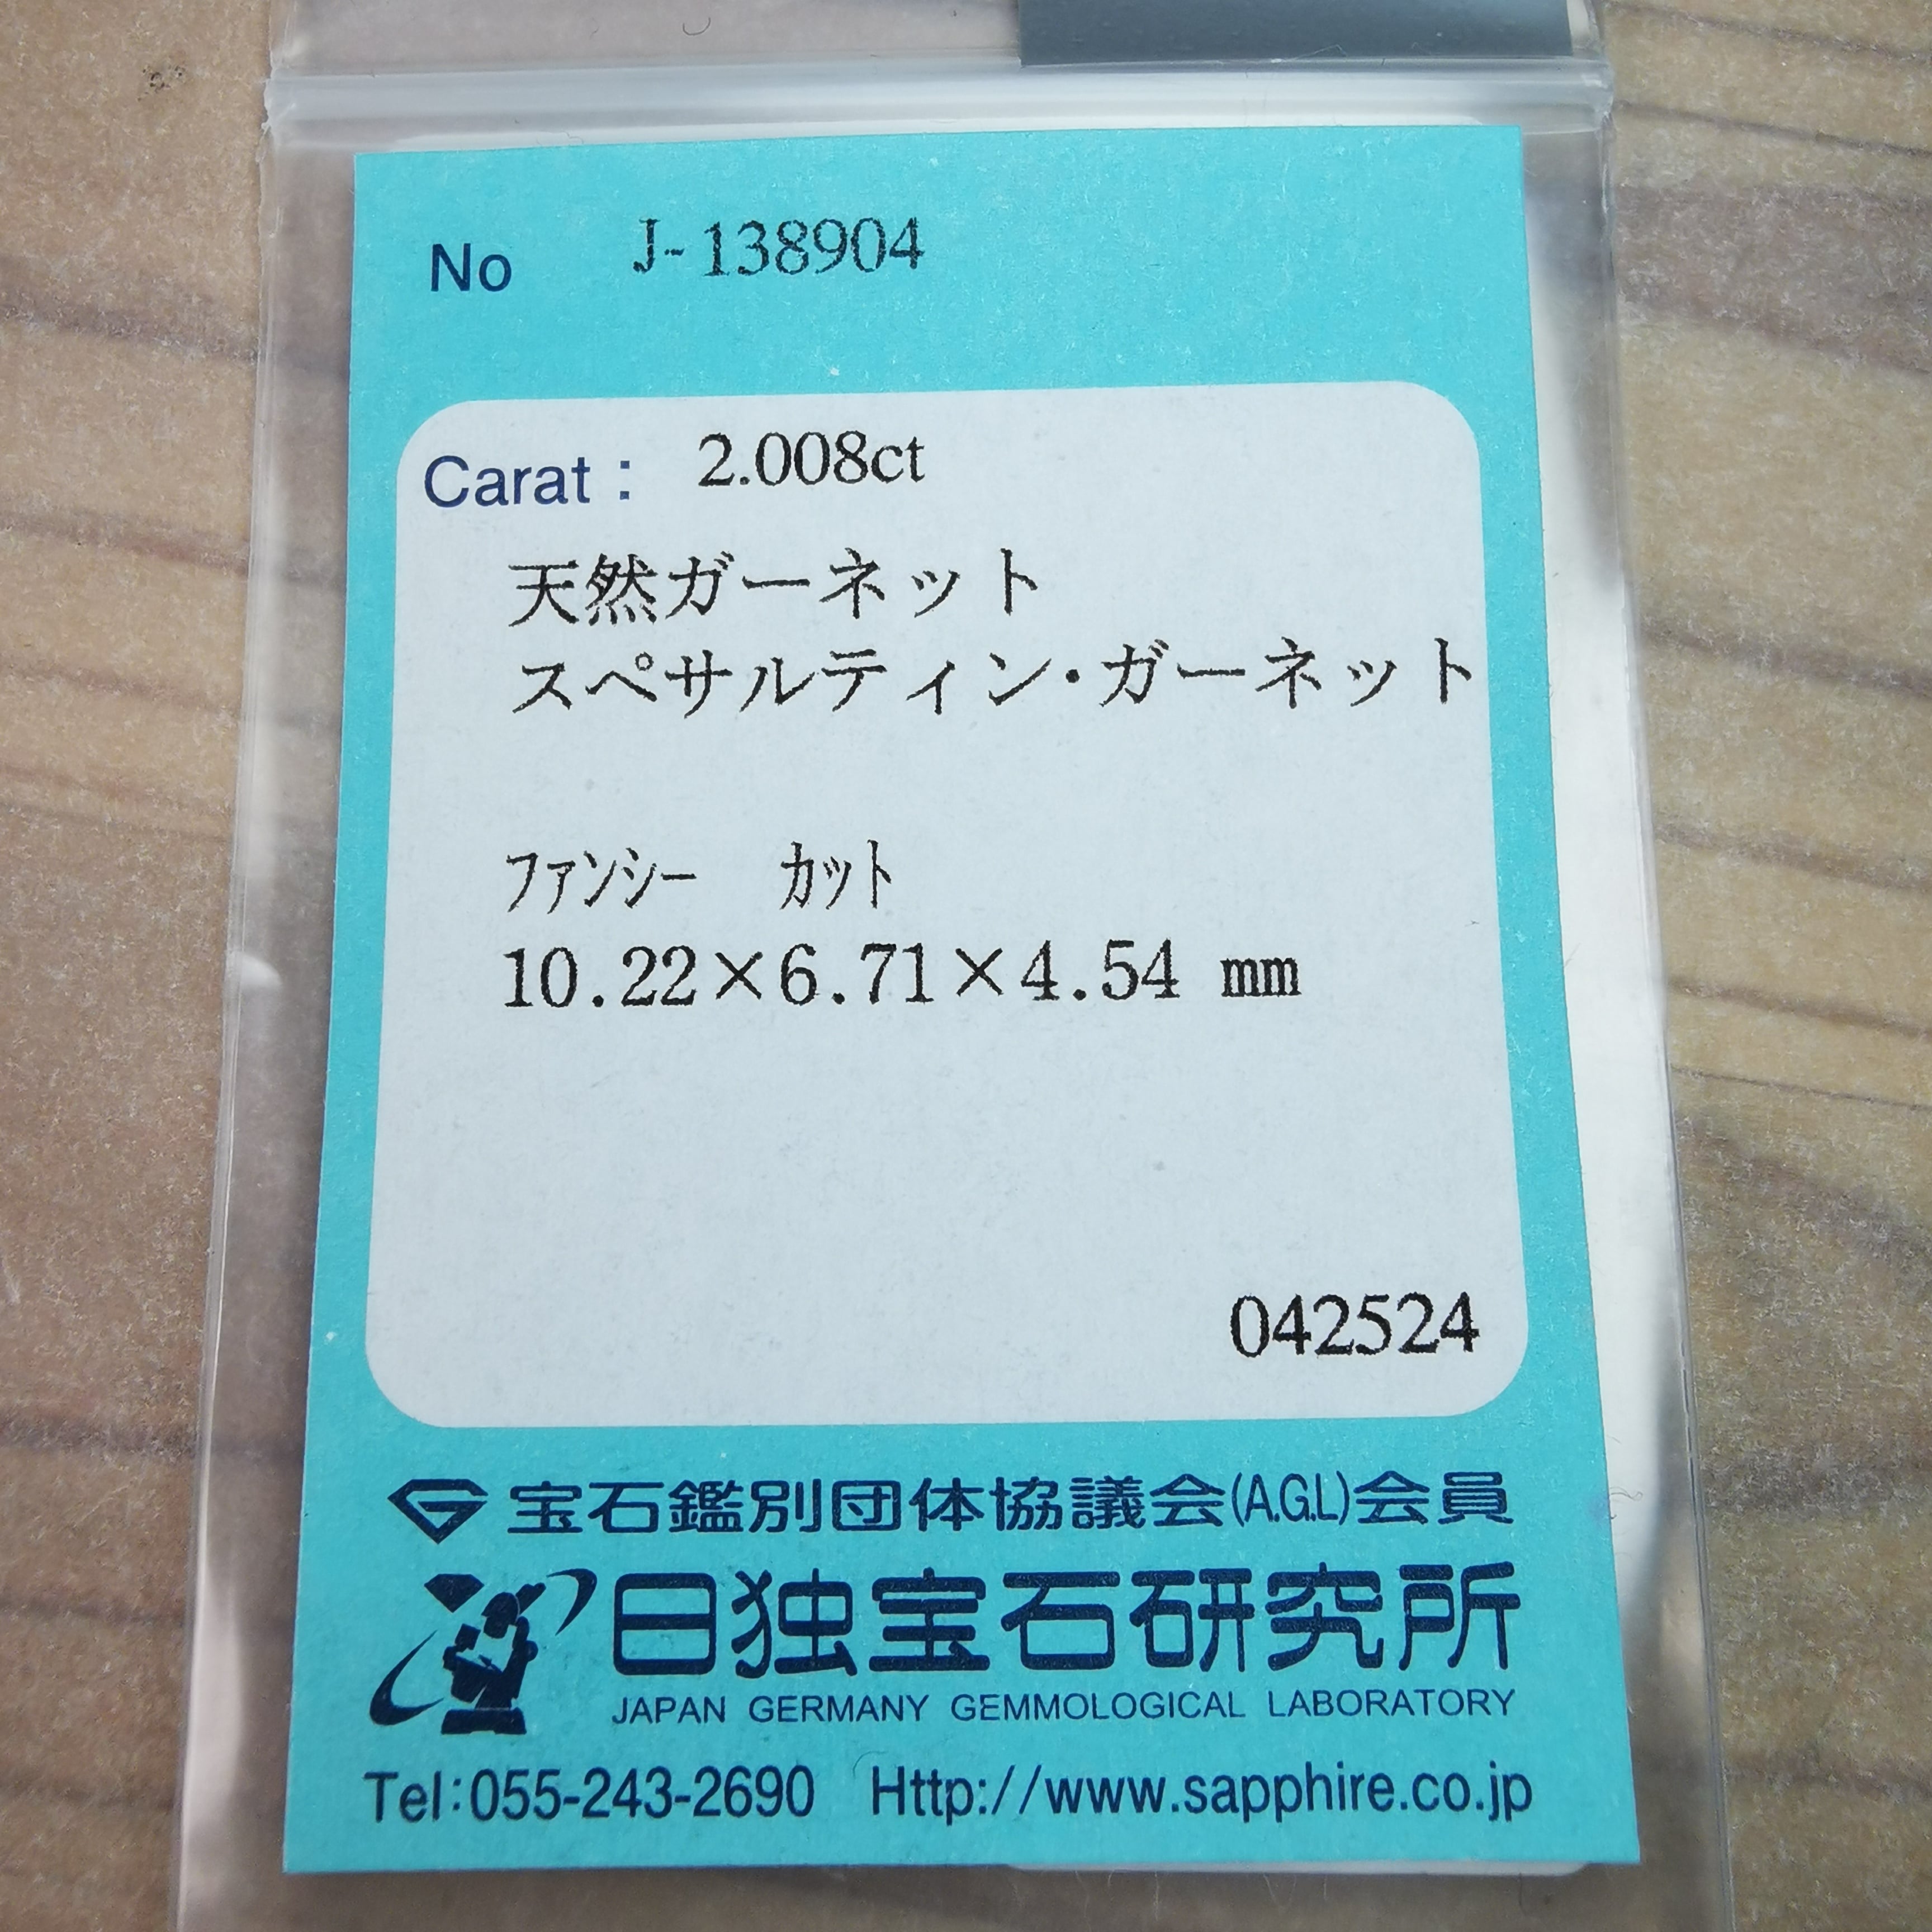 No J-138904
Carat : 2.008ct
天然ガーネット
スペサルティン・ガーネット
ファンシー カット
10.22×6.71×4.54 mm
042524
宝石鑑別団体協議会(A.G.L)会員
日独宝石研究所
JAPAN GERMANY GEMMOLOGICAL LABORATORY
Tel:055-243-2690 Http://www.sapphire.co.jp